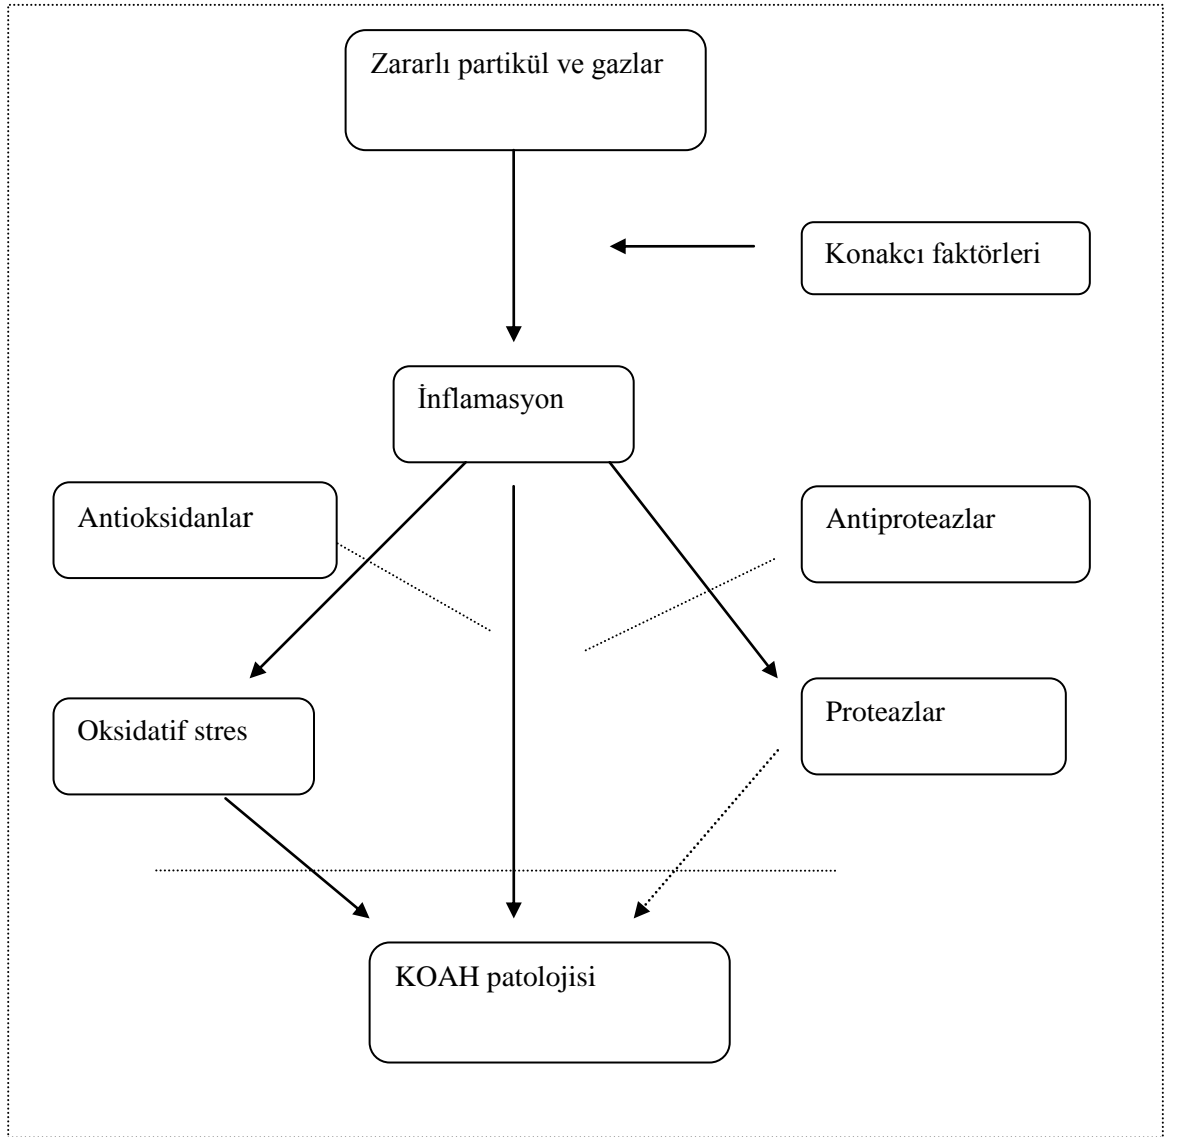 Zararlı partikül ve gazlar
Konakcı faktörleri
İnflamasyon
Antioksidanlar
Antiproteazlar
Oksidatif stres
Proteazlar
KOAH patolojisi